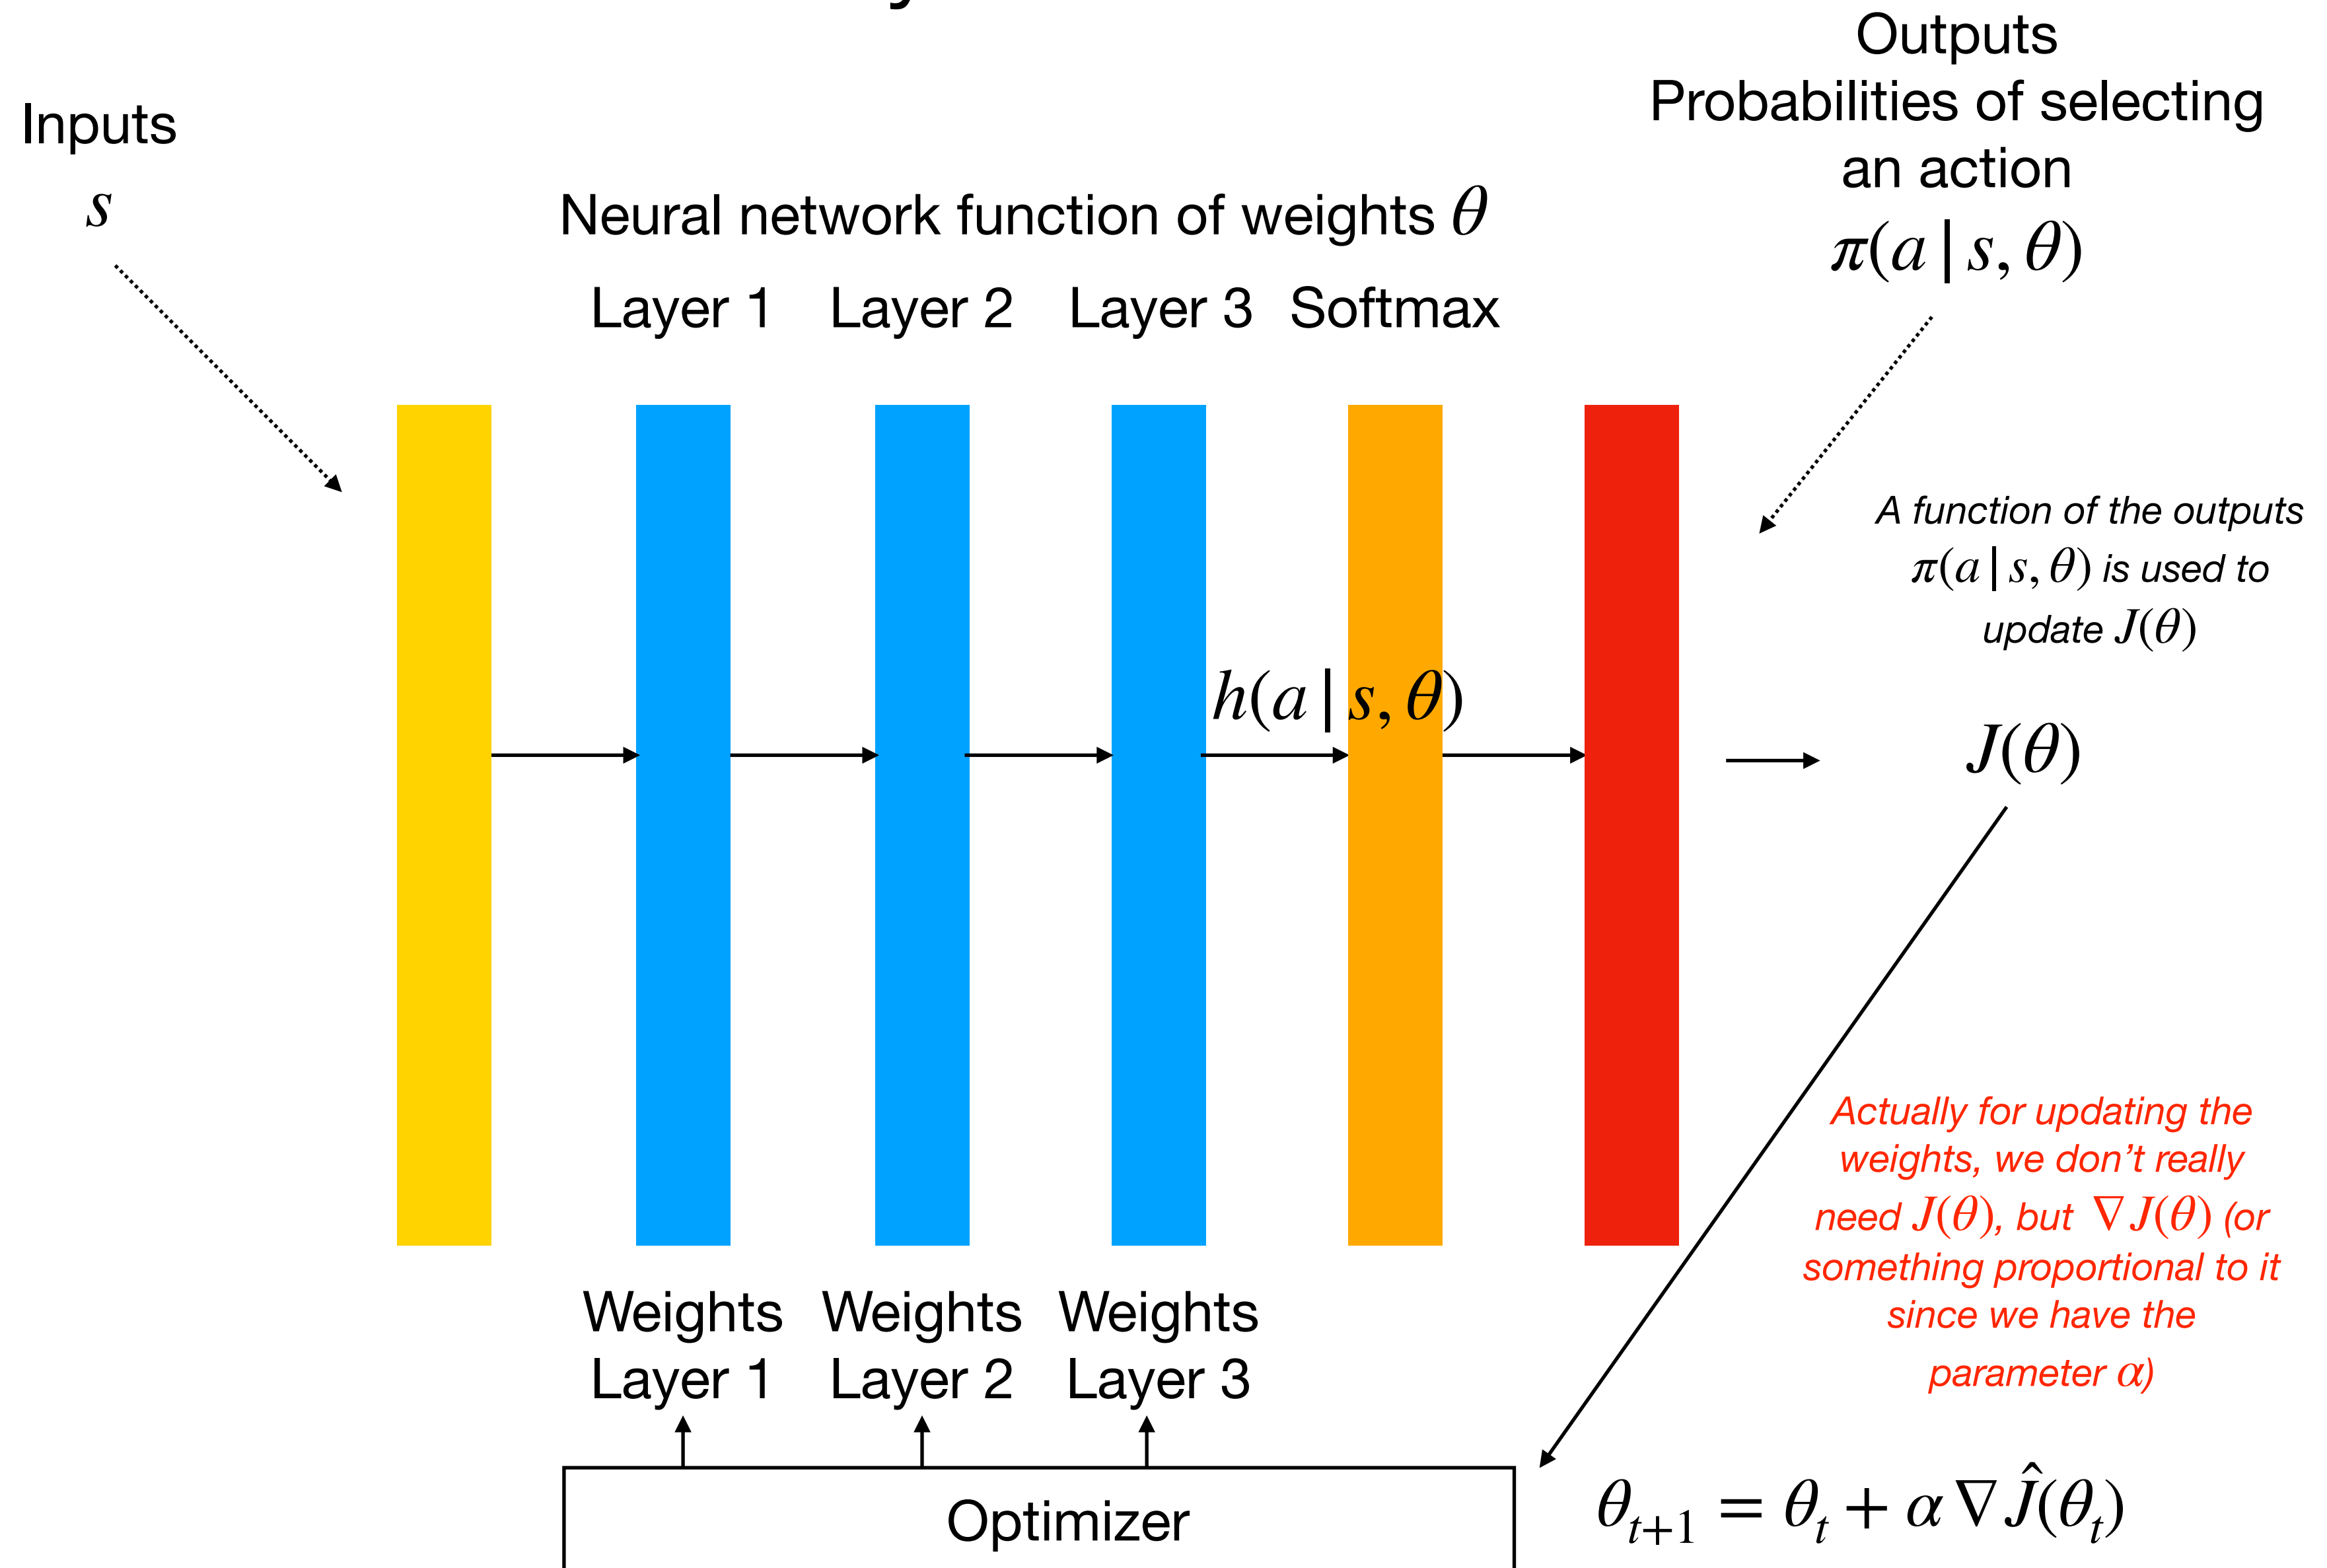 Inputs
s
Outputs
Probabilities of selecting
an action
π(a | s, θ)
Neural network function of weights θ
Layer 1 Layer 2 Layer 3 Softmax
A function of the outputs
π(a | s, θ) is used to
update J(θ)
h(a | s, θ)
J(θ)
Actually for updating the
weights, we don’t really
need J(θ), but ∇J(θ) (or
something proportional to it
since we have the
parameter α)
Weights Weights Weights
Layer 1 Layer 2 Layer 3
Optimizer
θ_{t+1} = θ_t + α∇Ĵ(θ_t)